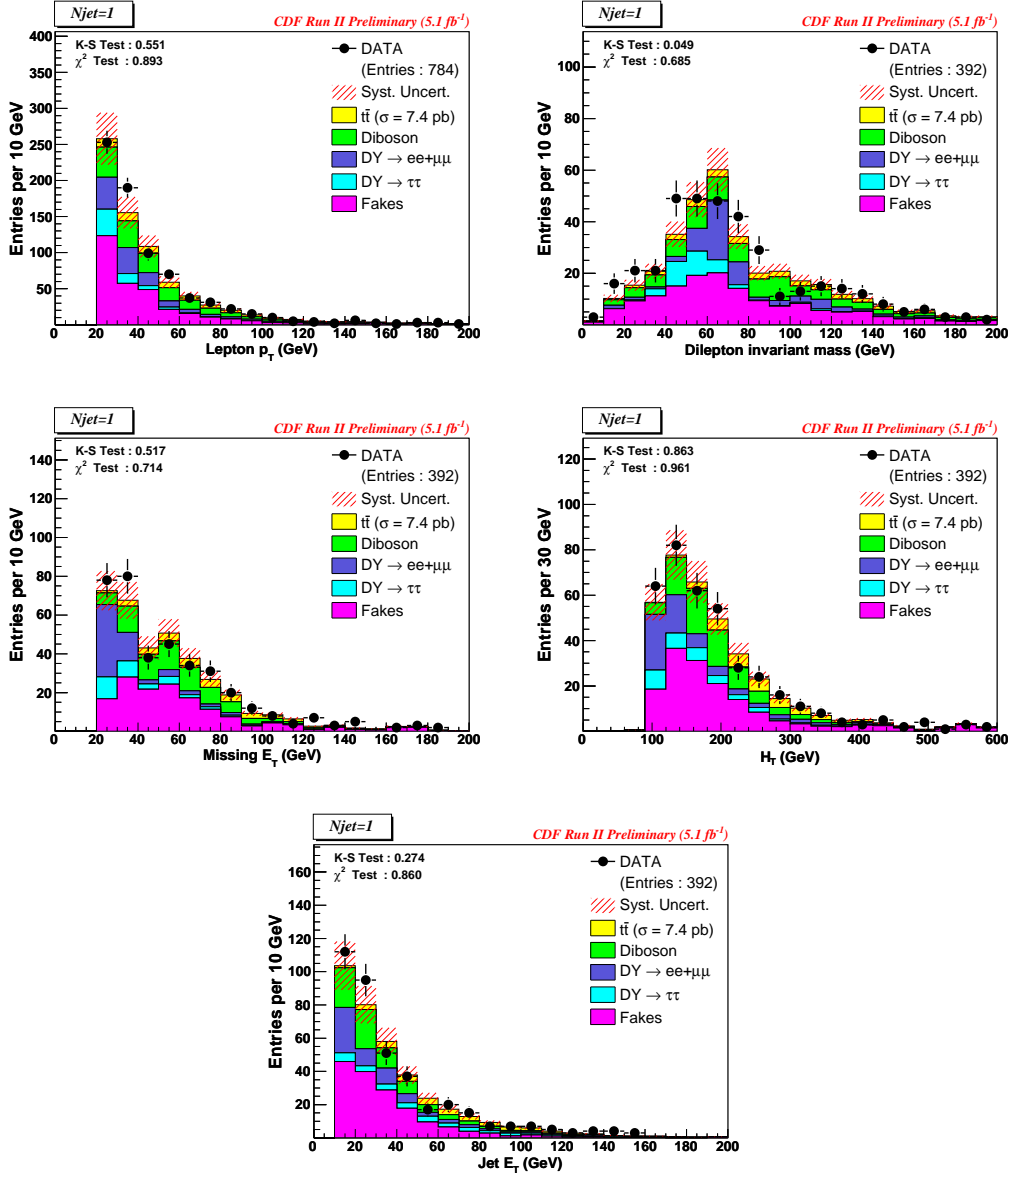 Njet=1
CDF Run II Preliminary (5.1 fb⁻¹)
K-S Test : 0.551
χ² Test : 0.893
DATA
(Entries : 784)
Syst. Uncert.
tt̄ (σ = 7.4 pb)
Diboson
DY → ee+μμ
DY → ττ
Fakes
Entries per 10 GeV
400
350
300
250
200
150
100
50
0 20 40 60 80 100 120 140 160 180 200
Lepton p_T (GeV)
Njet=1
CDF Run II Preliminary (5.1 fb⁻¹)
K-S Test : 0.049
χ² Test : 0.685
DATA
(Entries : 392)
Syst. Uncert.
tt̄ (σ = 7.4 pb)
Diboson
DY → ee+μμ
DY → ττ
Fakes
Entries per 10 GeV
100
80
60
40
20
0 20 40 60 80 100 120 140 160 180 200
Dilepton invariant mass (GeV)
Njet=1
CDF Run II Preliminary (5.1 fb⁻¹)
K-S Test : 0.517
χ² Test : 0.714
DATA
(Entries : 392)
Syst. Uncert.
tt̄ (σ = 7.4 pb)
Diboson
DY → ee+μμ
DY → ττ
Fakes
Entries per 10 GeV
140
120
100
80
60
40
20
0 20 40 60 80 100 120 140 160 180 200
Missing E_T (GeV)
Njet=1
CDF Run II Preliminary (5.1 fb⁻¹)
K-S Test : 0.863
χ² Test : 0.961
DATA
(Entries : 392)
Syst. Uncert.
tt̄ (σ = 7.4 pb)
Diboson
DY → ee+μμ
DY → ττ
Fakes
Entries per 30 GeV
120
100
80
60
40
20
0 100 200 300 400 500 600
H_T (GeV)
Njet=1
CDF Run II Preliminary (5.1 fb⁻¹)
K-S Test : 0.274
χ² Test : 0.860
DATA
(Entries : 392)
Syst. Uncert.
tt̄ (σ = 7.4 pb)
Diboson
DY → ee+μμ
DY → ττ
Fakes
Entries per 10 GeV
160
140
120
100
80
60
40
20
0 20 40 60 80 100 120 140 160 180 200
Jet E_T (GeV)